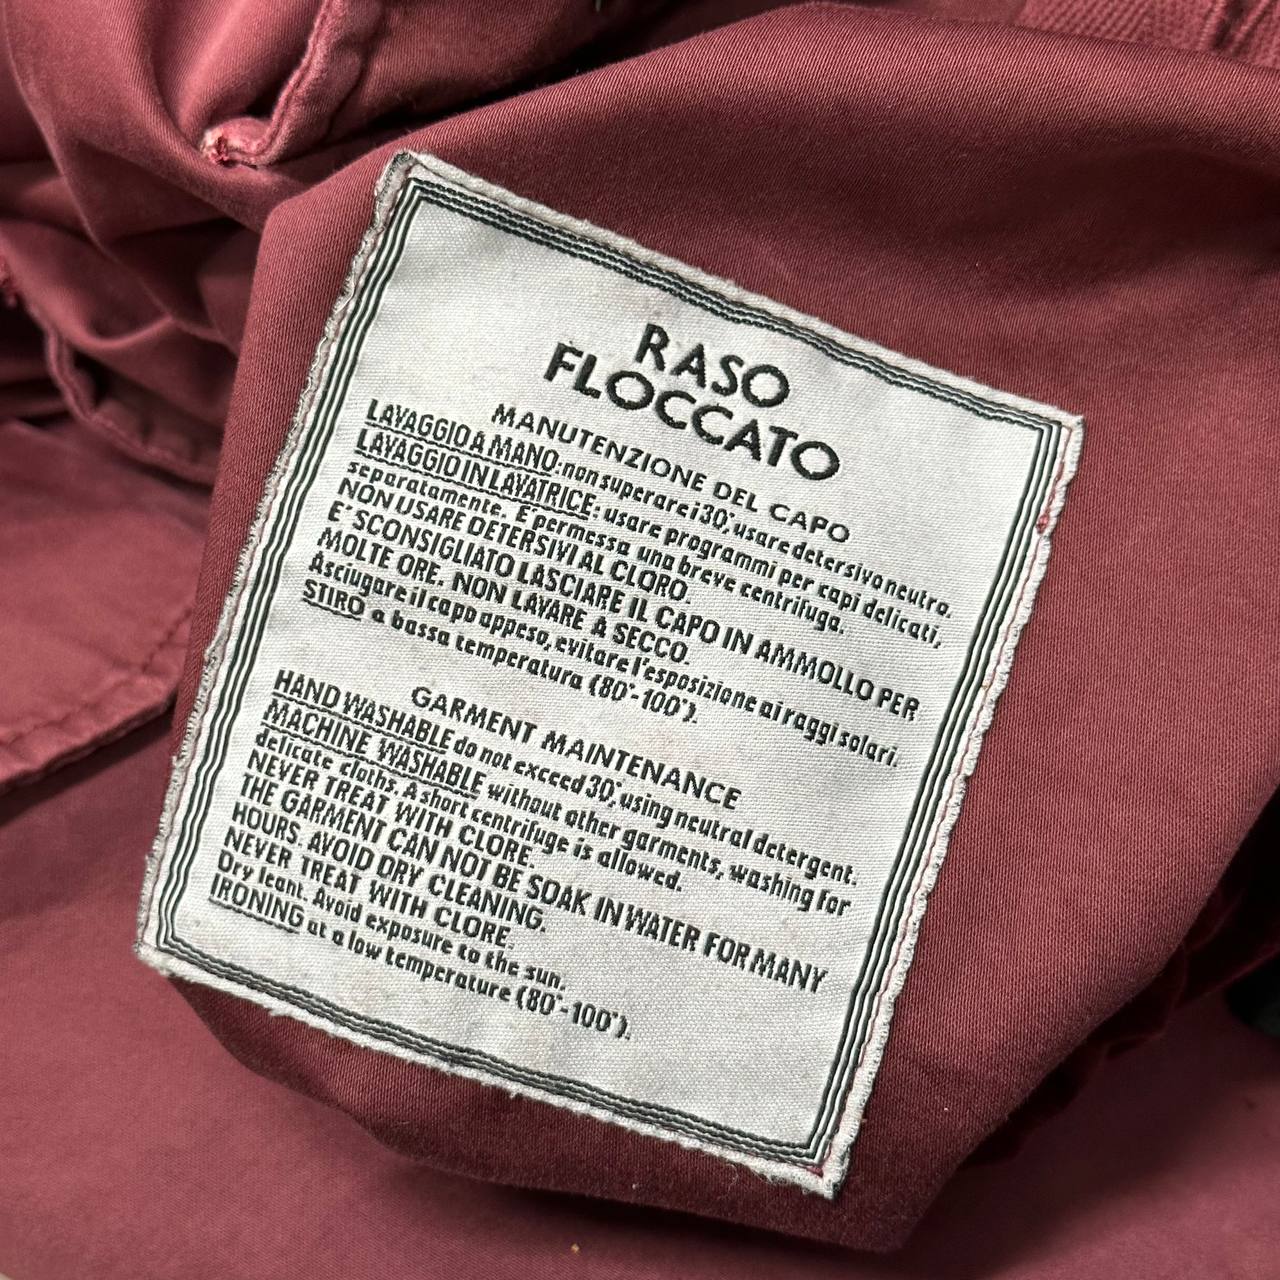 RASO
FLOCCATO
MANUTENZIONE DEL CAPO
LAVAGGIO A MANO: non superare i 30°, usare detersivo neutro.
LAVAGGIO IN LAVATRICE: usare programmi per capi delicati,
separatamente. E' permessa una breve centrifuga.
NON USARE DETERSIVI AL CLORO.
E' SCONSIGLIATO LASCIARE IL CAPO IN AMMOLLO PER
MOLTE ORE. NON LAVARE A SECCO.
Asciugare il capo appeso, evitare l'esposizione ai raggi solari.
STIRO a bassa temperatura (80°-100°).
GARMENT MAINTENANCE
HAND WASHABLE do not exceed 30°, using neutral detergent.
MACHINE WASHABLE without other garments, washing for
delicate cloths. A short centrifuge is allowed.
NEVER TREAT WITH CLORE.
THE GARMENT CAN NOT BE SOAK IN WATER FOR MANY
HOURS. AVOID DRY CLEANING.
NEVER TREAT WITH CLORE.
Dry leant. Avoid exposure to the sun.
IRONING at a low temperature (80°-100°).